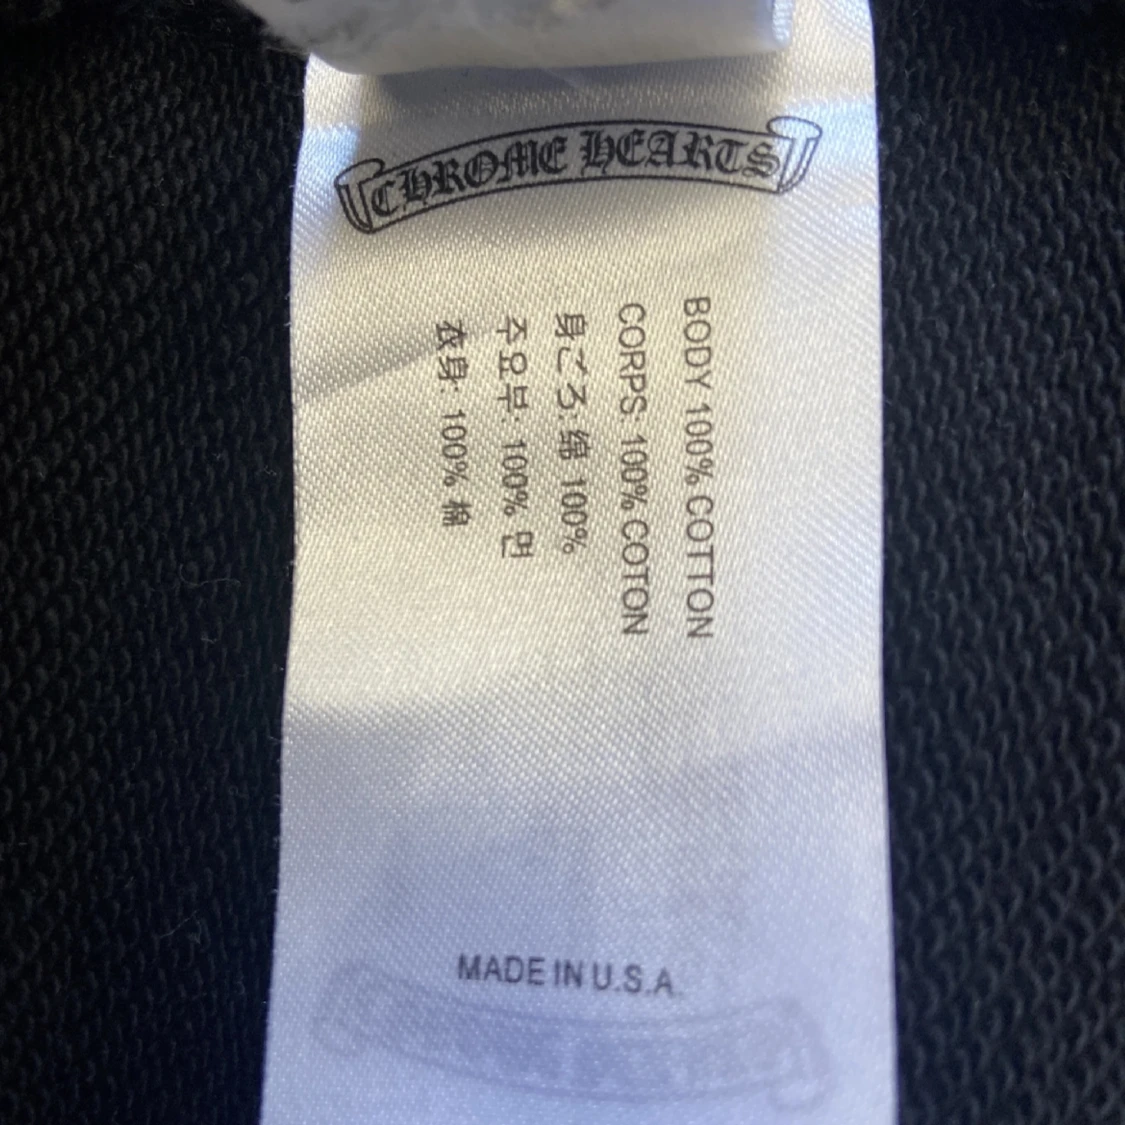 CHROME HEARTS
BODY 100% COTTON
CORPS: 100% COTON
身ごろ:綿 100%
주요부: 100% 면
衣身: 100% 棉
MADE IN U.S.A.